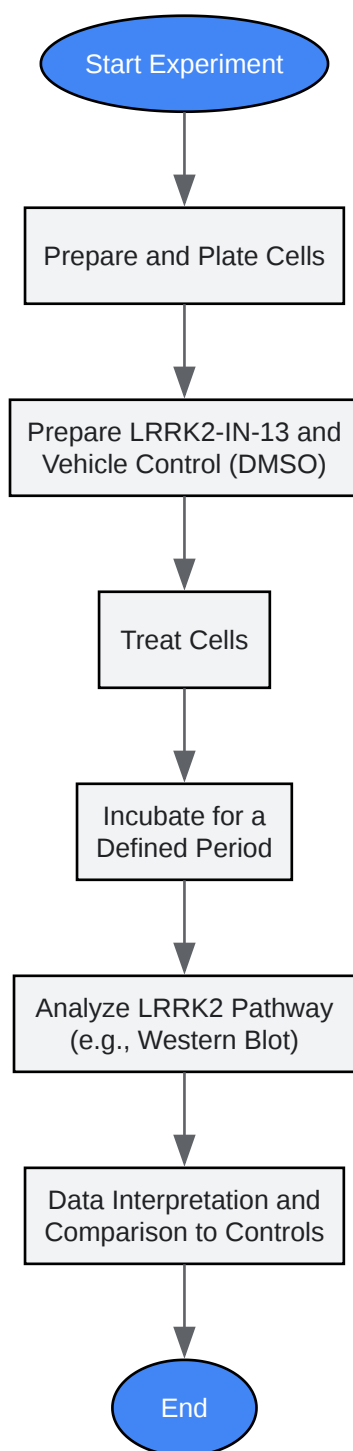 Start Experiment
Prepare and Plate Cells
Prepare LRRK2-IN-13 and
Vehicle Control (DMSO)
Treat Cells
Incubate for a
Defined Period
Analyze LRRK2 Pathway
(e.g., Western Blot)
Data Interpretation and
Comparison to Controls
End